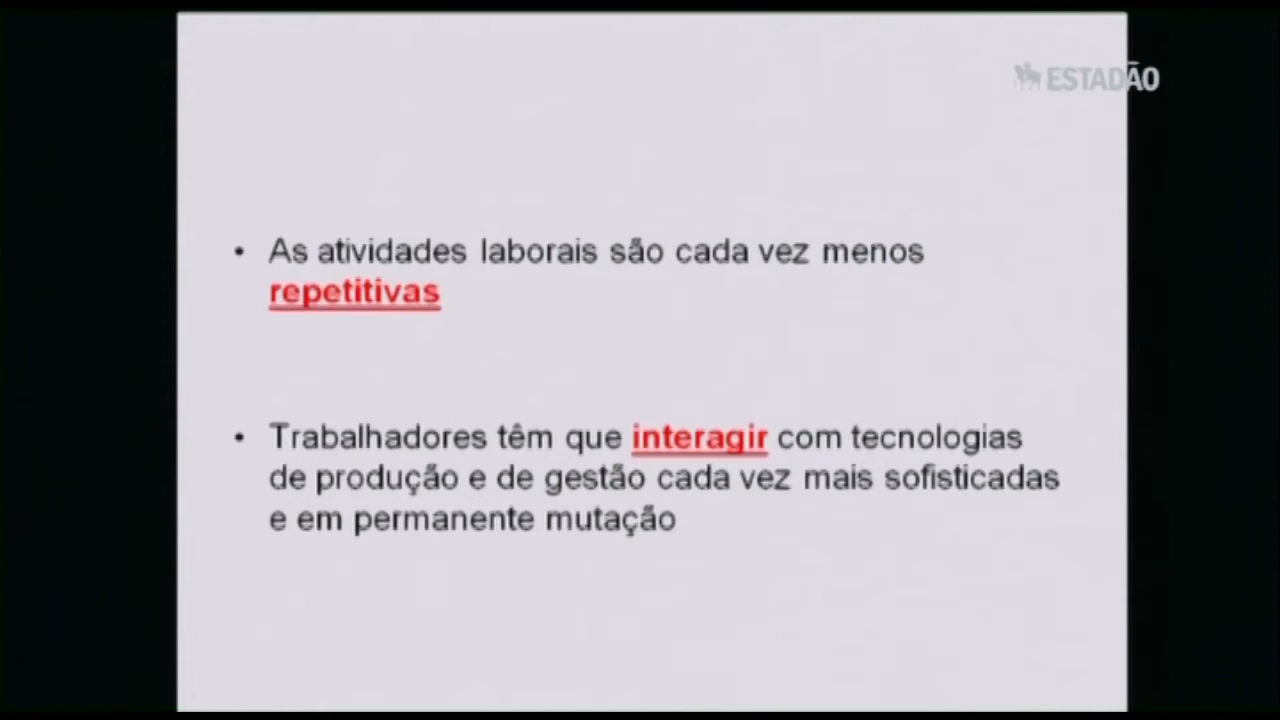 ESTADÃO
• As atividades laborais são cada vez menos
repetitivas
• Trabalhadores têm que interagir com tecnologias
de produção e de gestão cada vez mais sofisticadas
e em permanente mutação